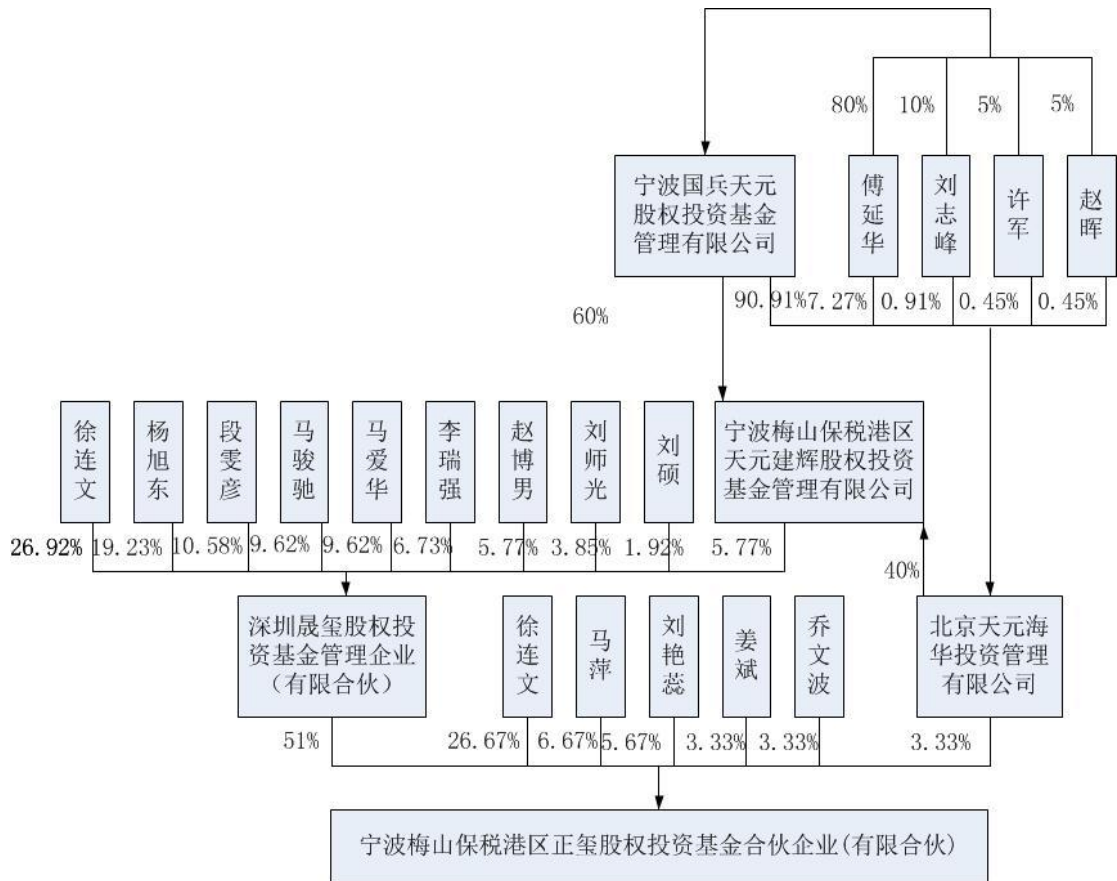 80% 10% 5% 5%
宁波国兵天元
股权投资基金
管理有限公司
傅延华
刘志峰
许军
赵晖
60%
90.91% 7.27% 0.91% 0.45% 0.45%
徐连文
杨旭东
段雯彦
马骏驰
马爱华
李瑞强
赵博男
刘师光
刘硕
宁波梅山保税港区
天元建辉股权投资
基金管理有限公司
26.92% 19.23% 10.58% 9.62% 9.62% 6.73% 5.77% 3.85% 1.92% 5.77%
40%
深圳晟玺股权投
资基金管理企业
（有限合伙）
徐连文
马萍
刘艳蕊
姜斌
乔文波
北京天元海
华投资管理
有限公司
51% 26.67% 6.67% 5.67% 3.33% 3.33% 3.33%
宁波梅山保税港区正玺股权投资基金合伙企业(有限合伙)